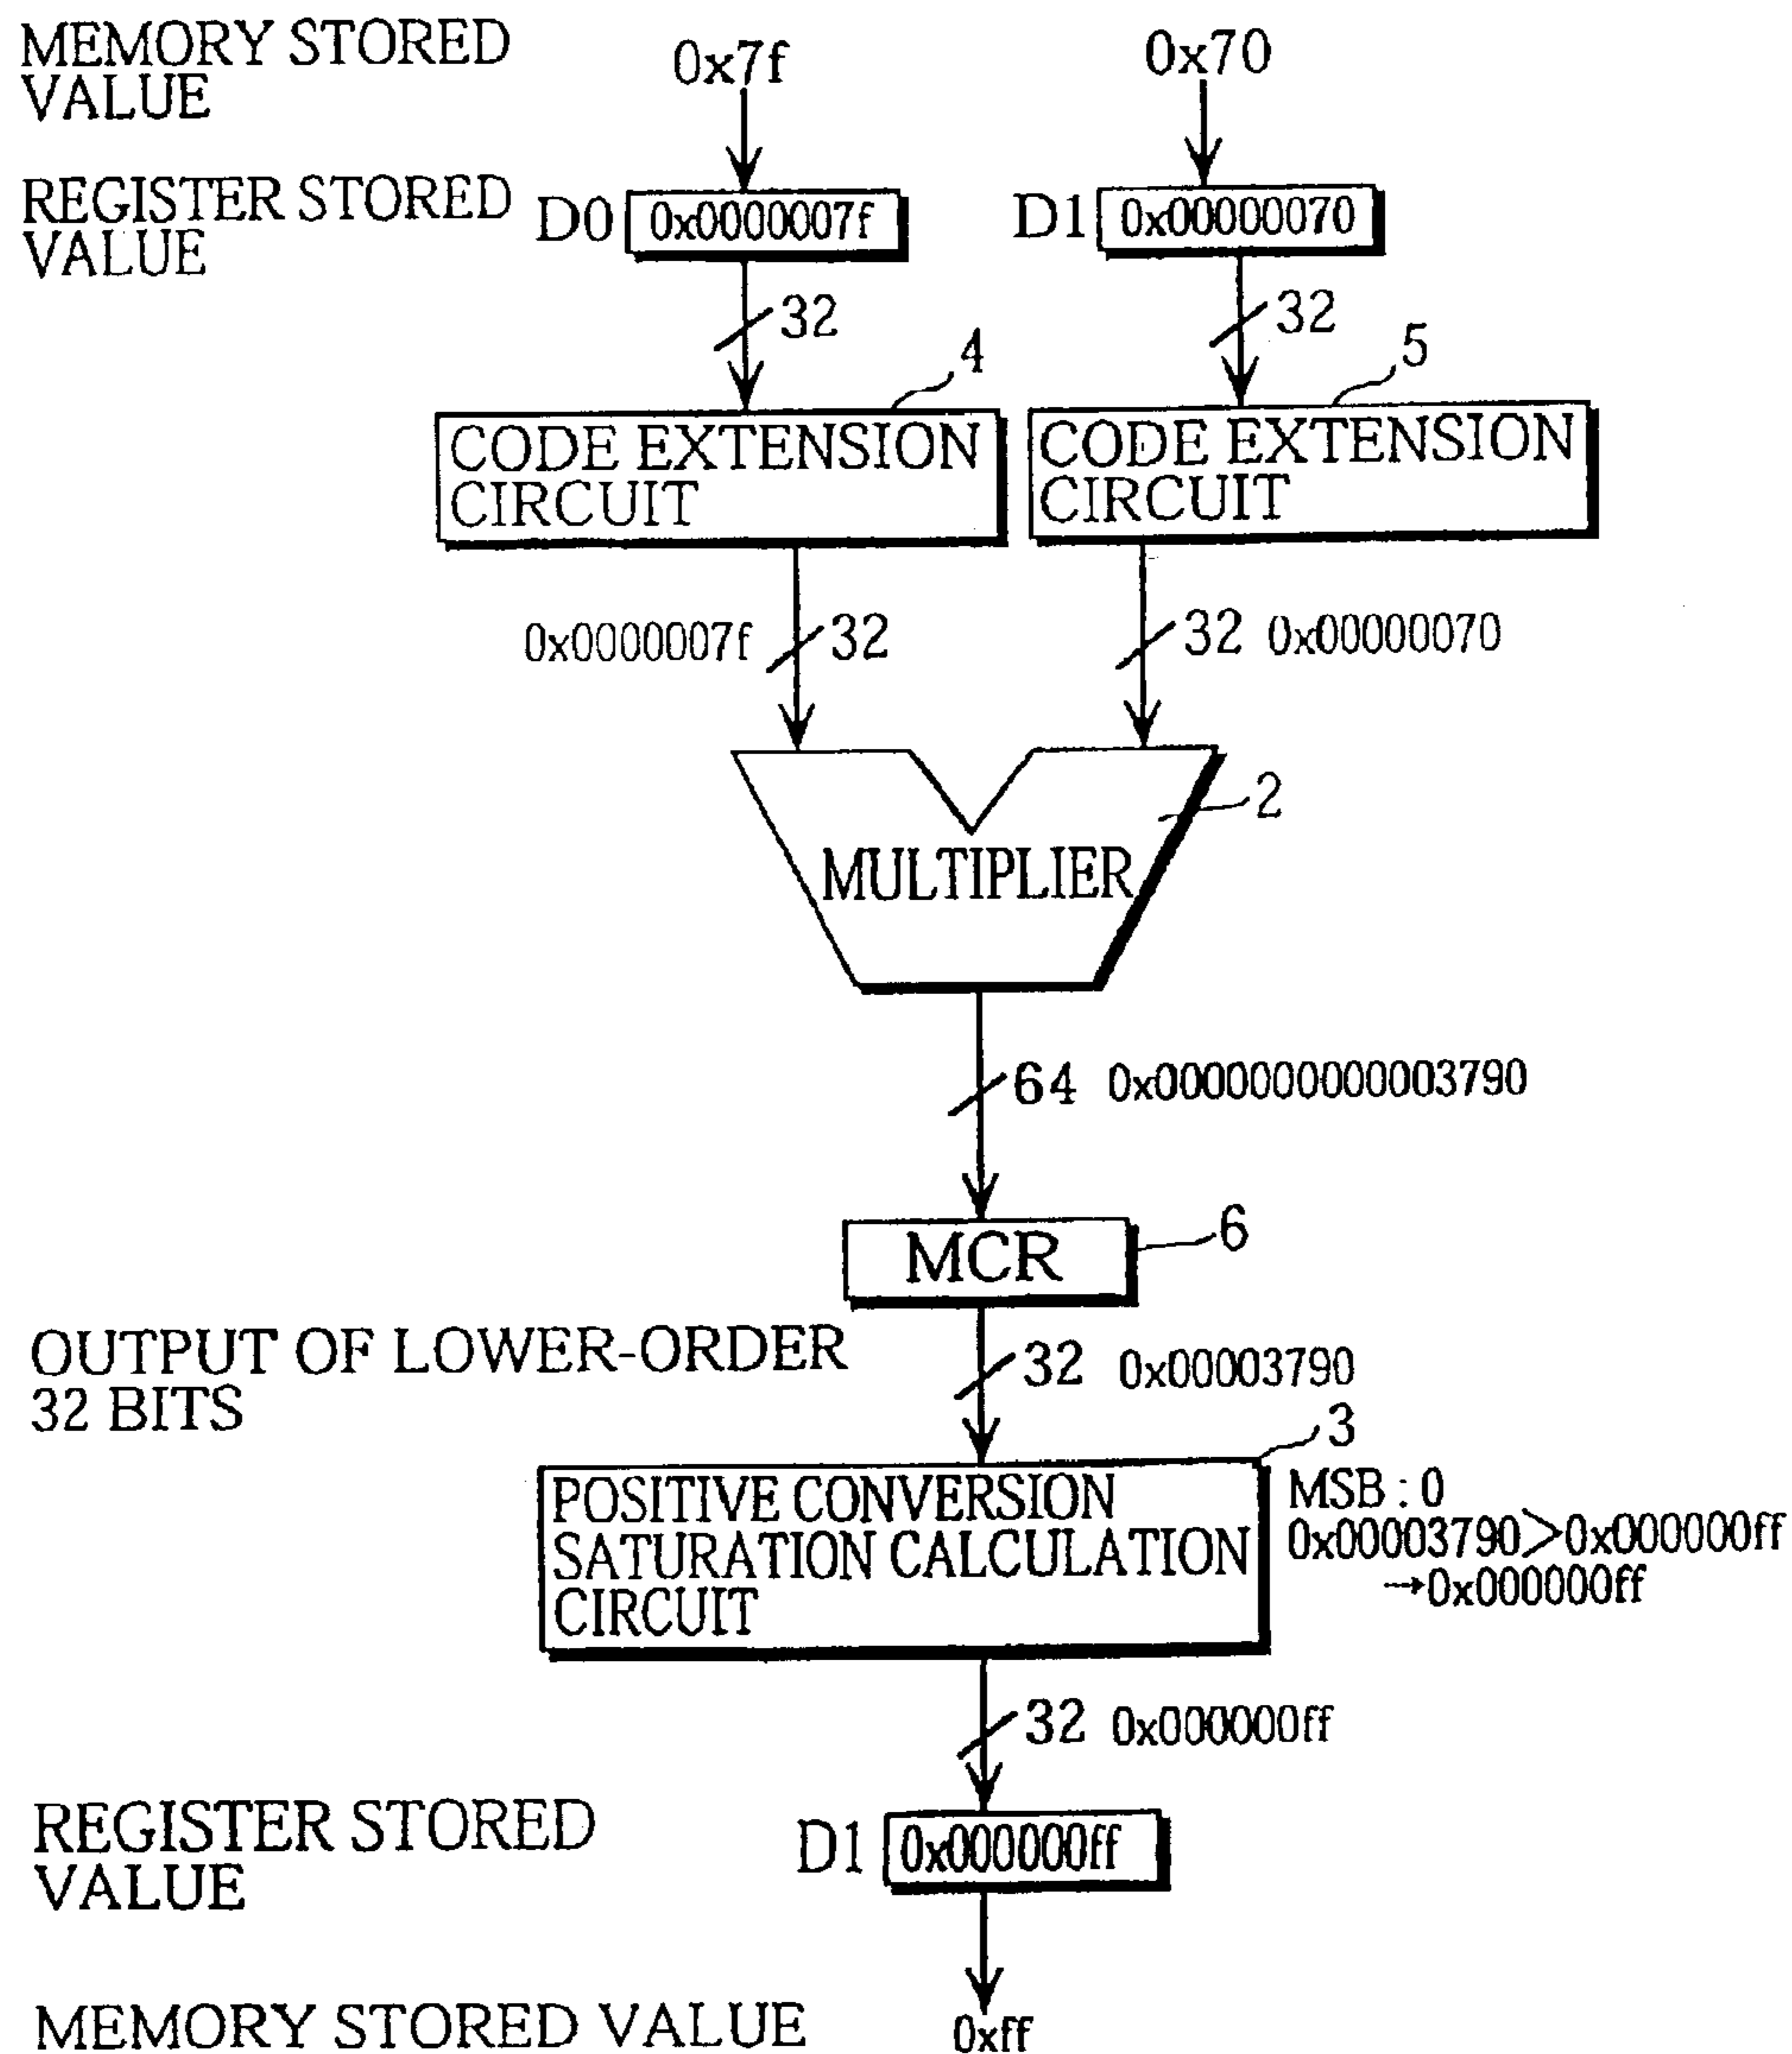 MEMORY STORED
VALUE
0x7f
0x70
REGISTER STORED
VALUE
D0
0x0000007f
D1
0x00000070
32
32
4
5
CODE EXTENSION
CIRCUIT
CODE EXTENSION
CIRCUIT
0x0000007f
32
32
0x00000070
2
MULTIPLIER
64
0x0000000000003790
MCR
6
OUTPUT OF LOWER-ORDER
32 BITS
32
0x00003790
3
POSITIVE CONVERSION
SATURATION CALCULATION
CIRCUIT
MSB : 0
0x00003790>0x000000ff
→0x000000ff
32
0x000000ff
REGISTER STORED
VALUE
D1
0x000000ff
MEMORY STORED VALUE
0xff